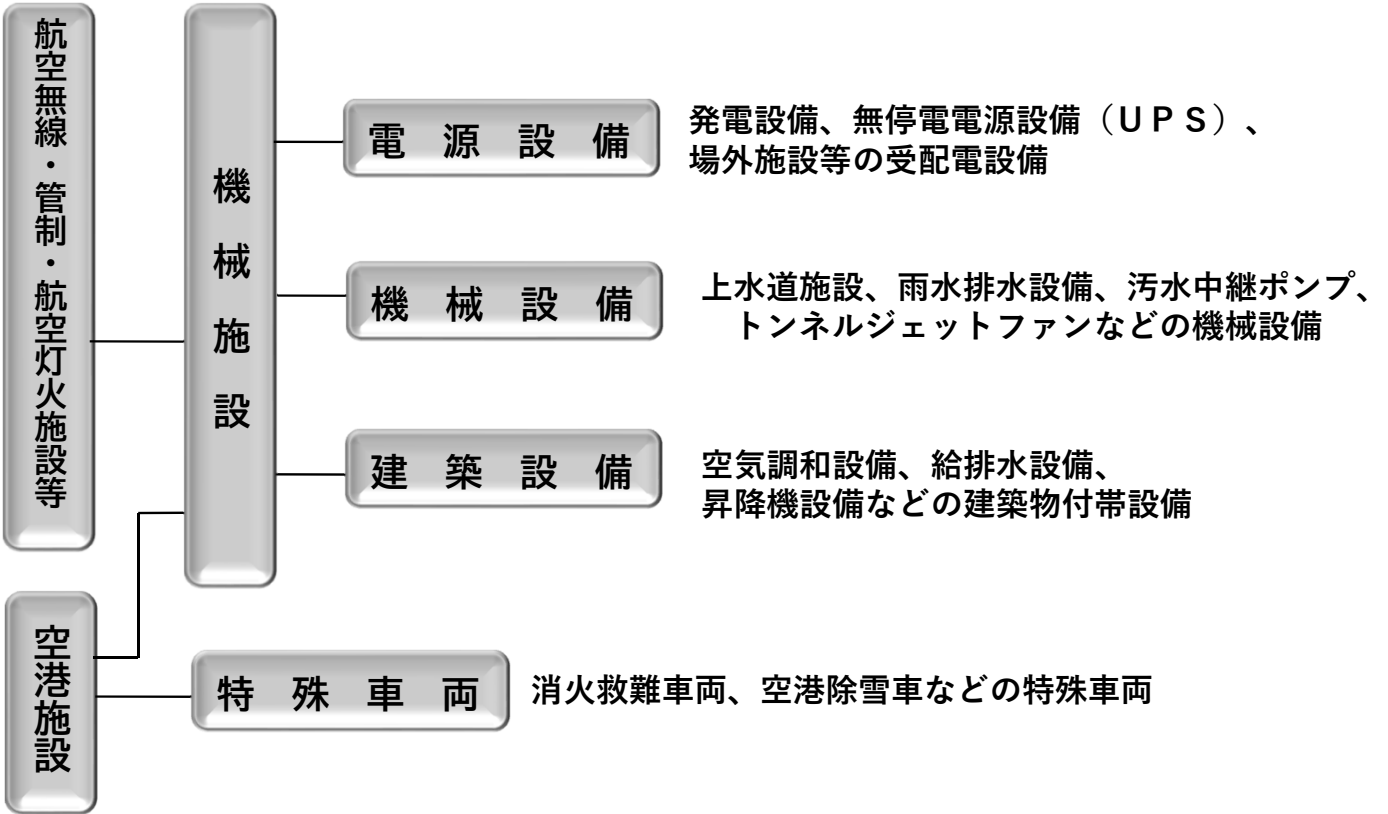 航空無線・管制・航空灯火施設等
機械施設
電源設備
発電設備、無停電電源設備（ＵＰＳ）、
場外施設等の受配電設備
機械設備
上水道施設、雨水排水設備、汚水中継ポンプ、
トンネルジェットファンなどの機械設備
建築設備
空気調和設備、給排水設備、
昇降機設備などの建築物付帯設備
空港施設
特殊車両
消火救難車両、空港除雪車などの特殊車両